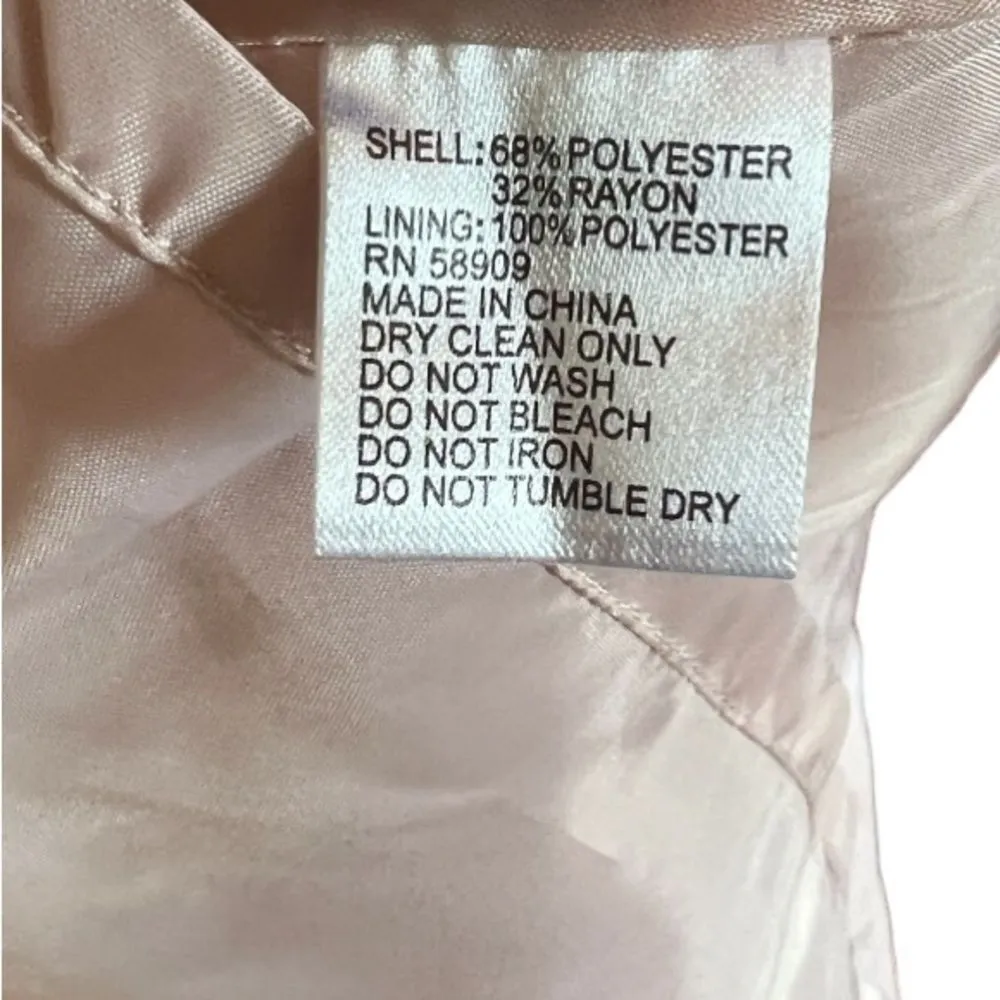 SHELL: 68% POLYESTER
32% RAYON
LINING: 100% POLYESTER
RN 58909
MADE IN CHINA
DRY CLEAN ONLY
DO NOT WASH
DO NOT BLEACH
DO NOT IRON
DO NOT TUMBLE DRY